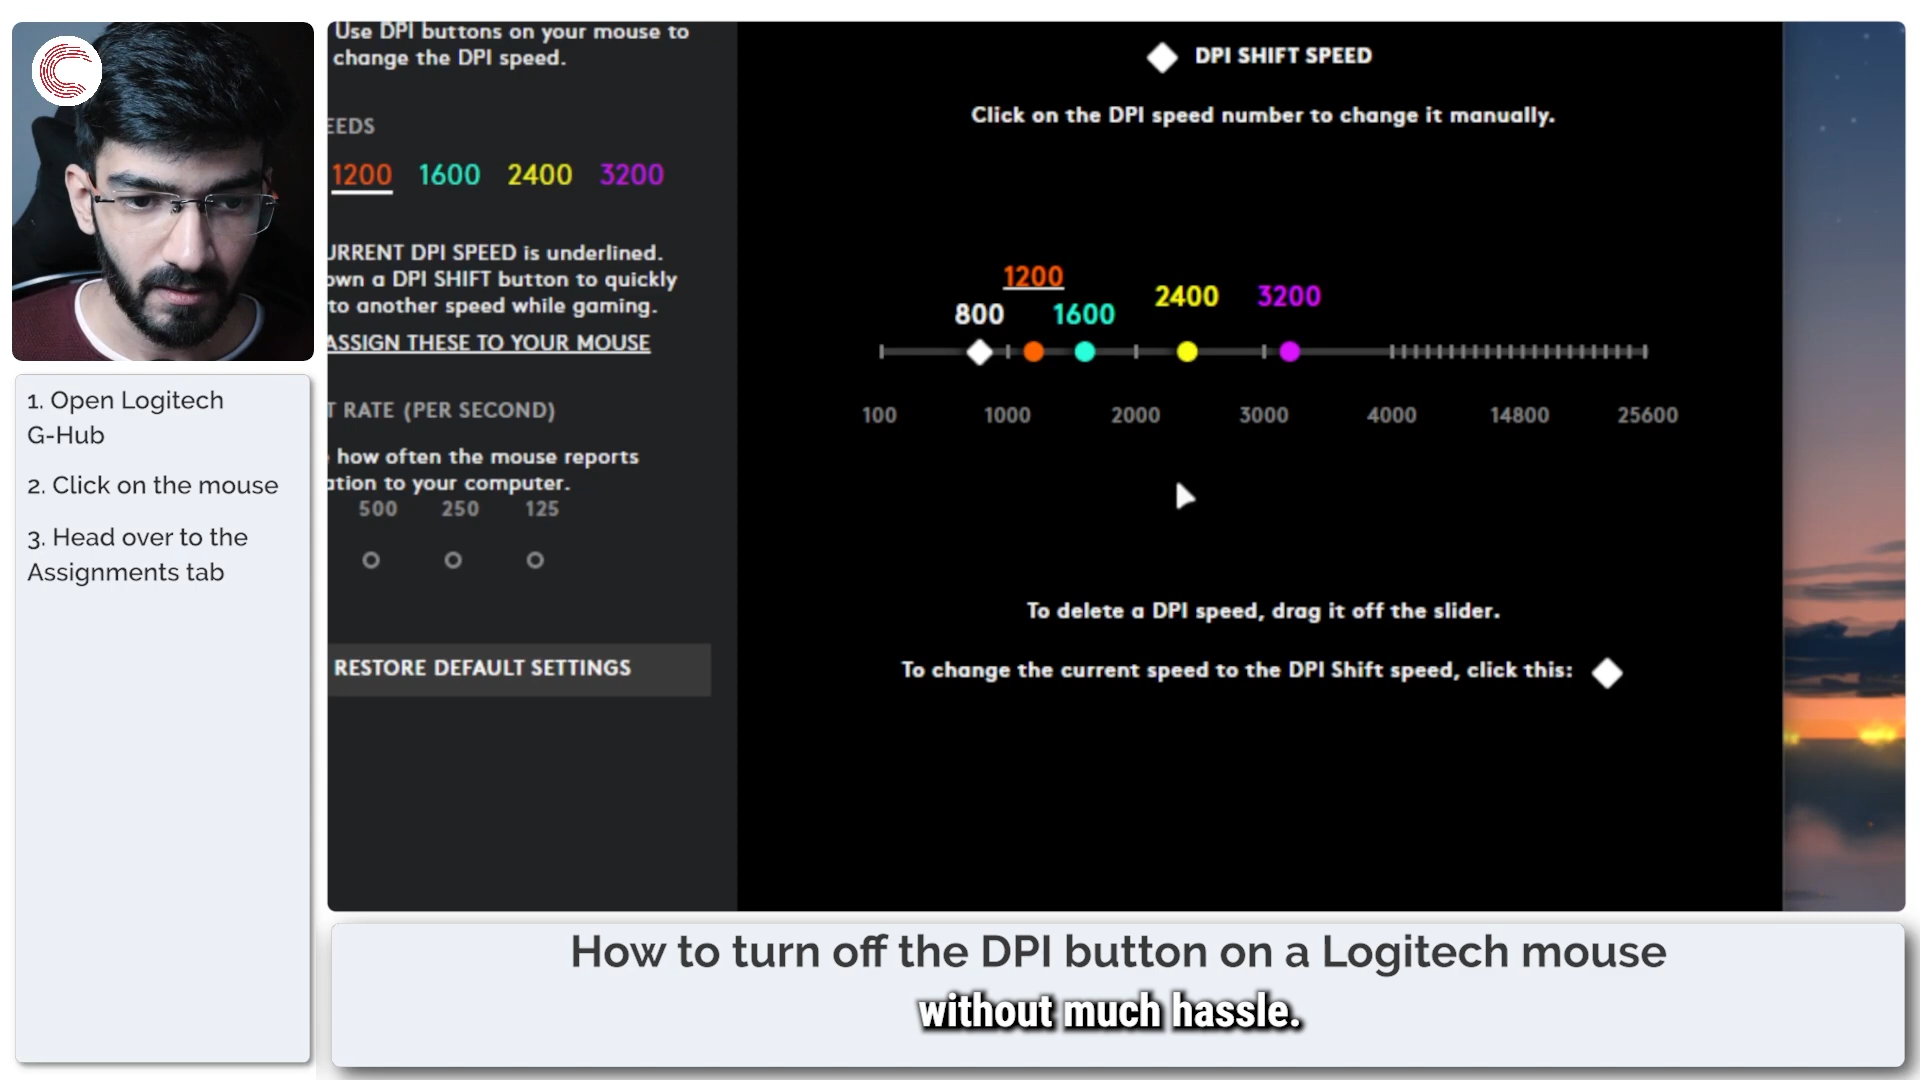 1. Open Logitech
G-Hub
2. Click on the mouse
3. Head over to the
Assignments tab
Use DPI buttons on your mouse to
change the DPI speed.
EEDS
1200 1600 2400 3200
URRENT DPI SPEED is underlined.
own a DPI SHIFT button to quickly
to another speed while gaming.
ASSIGN THESE TO YOUR MOUSE
T RATE (PER SECOND)
how often the mouse reports
ation to your computer.
500 250 125
RESTORE DEFAULT SETTINGS
DPI SHIFT SPEED
Click on the DPI speed number to change it manually.
800 1200 1600 2400 3200
100 1000 2000 3000 4000 14800 25600
To delete a DPI speed, drag it off the slider.
To change the current speed to the DPI Shift speed, click this:
How to turn off the DPI button on a Logitech mouse
without much hassle.